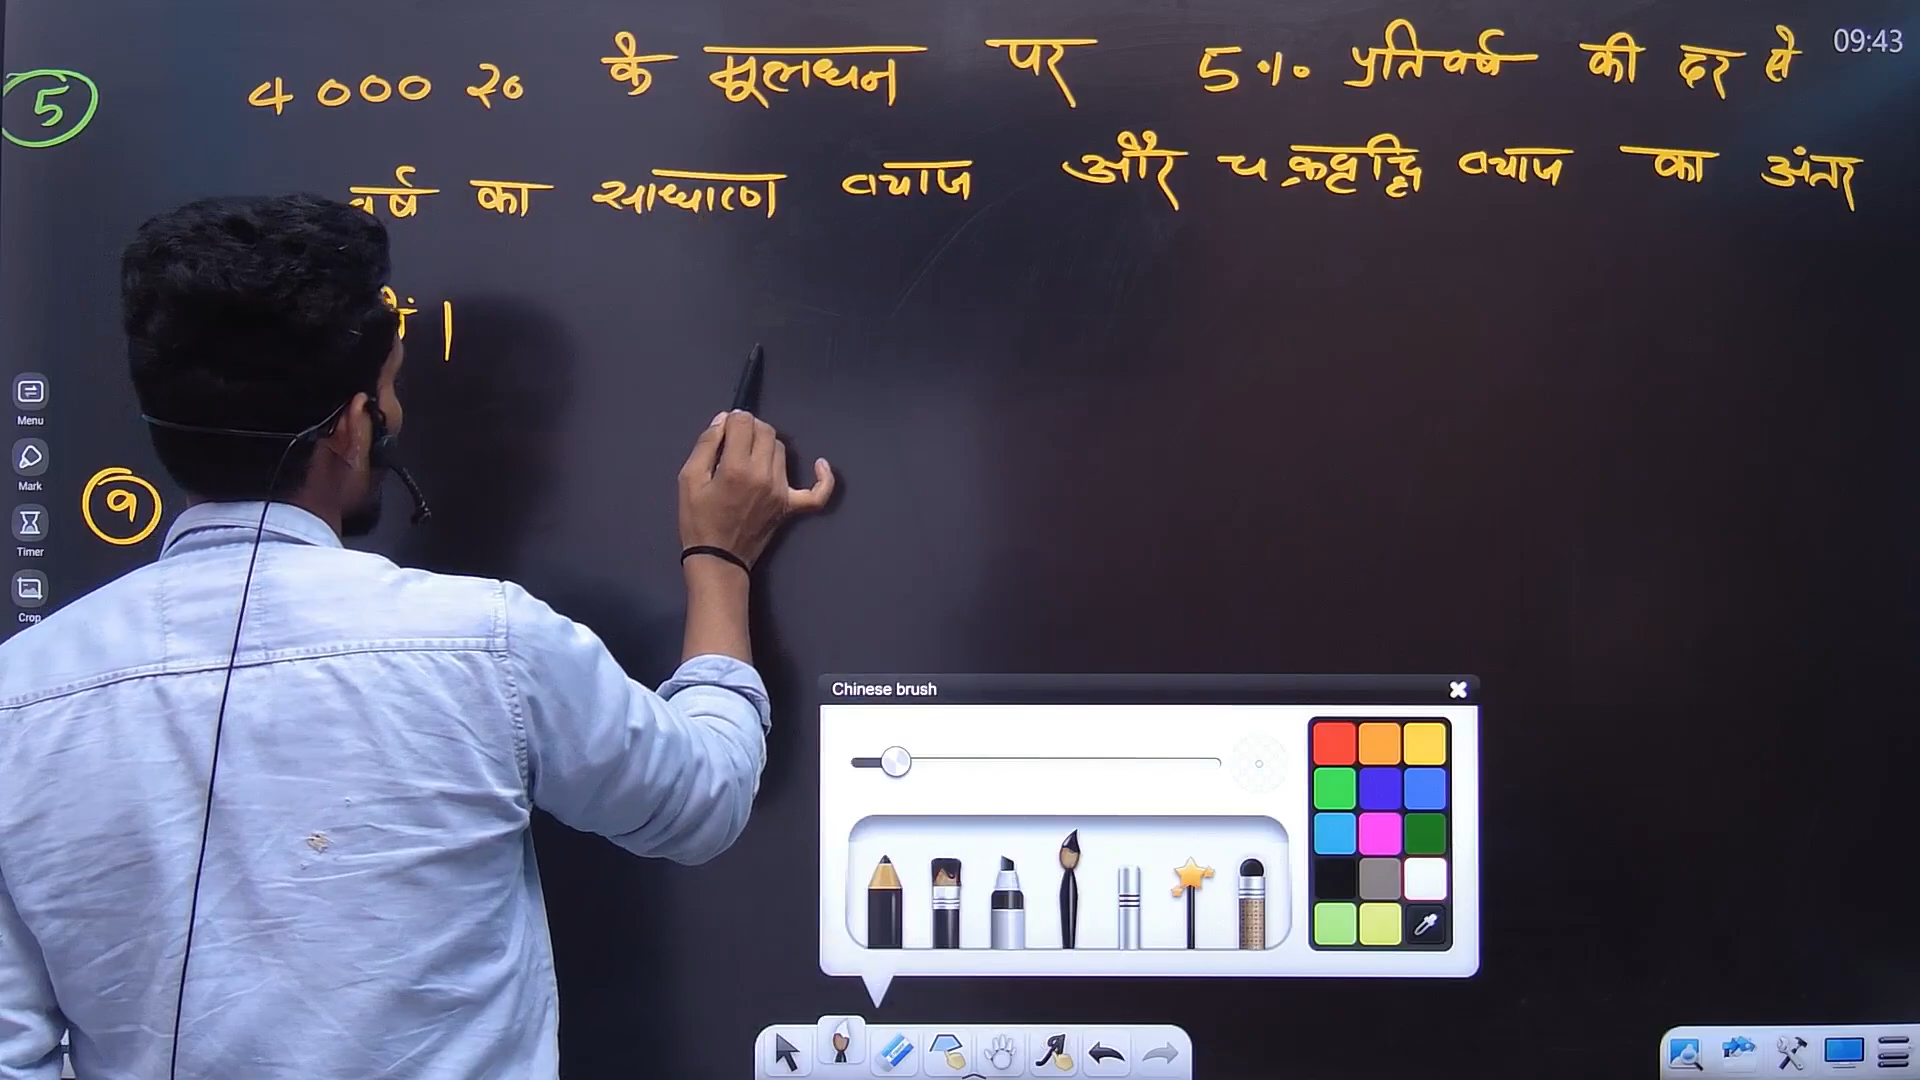 09:43
5 4000 रु० के मूलधन पर 5% प्रतिवर्ष की दर से
वर्ष का साधारण ब्याज और चक्रवृद्धि ब्याज का अंतर
।
9
Menu
Mark
Timer
Crop
Chinese brush